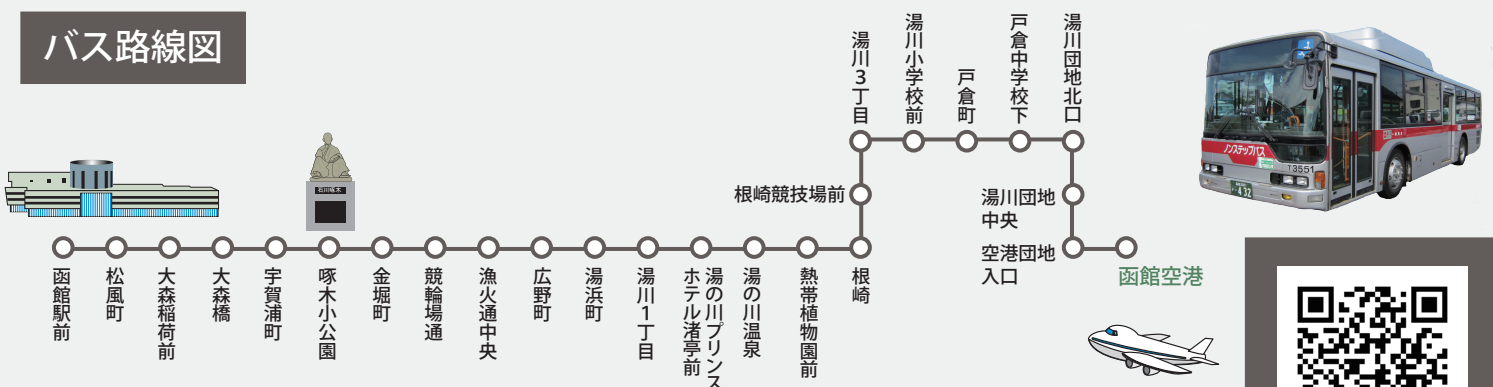 バス路線図
石川啄木
函館駅前
松風町
大森稲荷前
大森橋
宇賀浦町
啄木小公園
金堀町
競輪場通
漁火通中央
広野町
湯浜町
湯川1丁目
湯の川プリンス
ホテル渚亭前
湯の川温泉
熱帯植物園前
根崎
根崎競技場前
湯川3丁目
湯川小学校前
戸倉町
戸倉中学校下
湯川団地北口
湯川団地
中央
空港団地
入口
函館空港
ノンステップバス
T3551
432